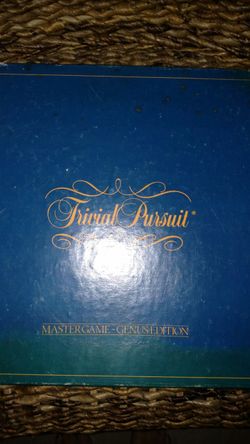 Trivial Pursuit®
MASTER GAME - GENUS EDITION